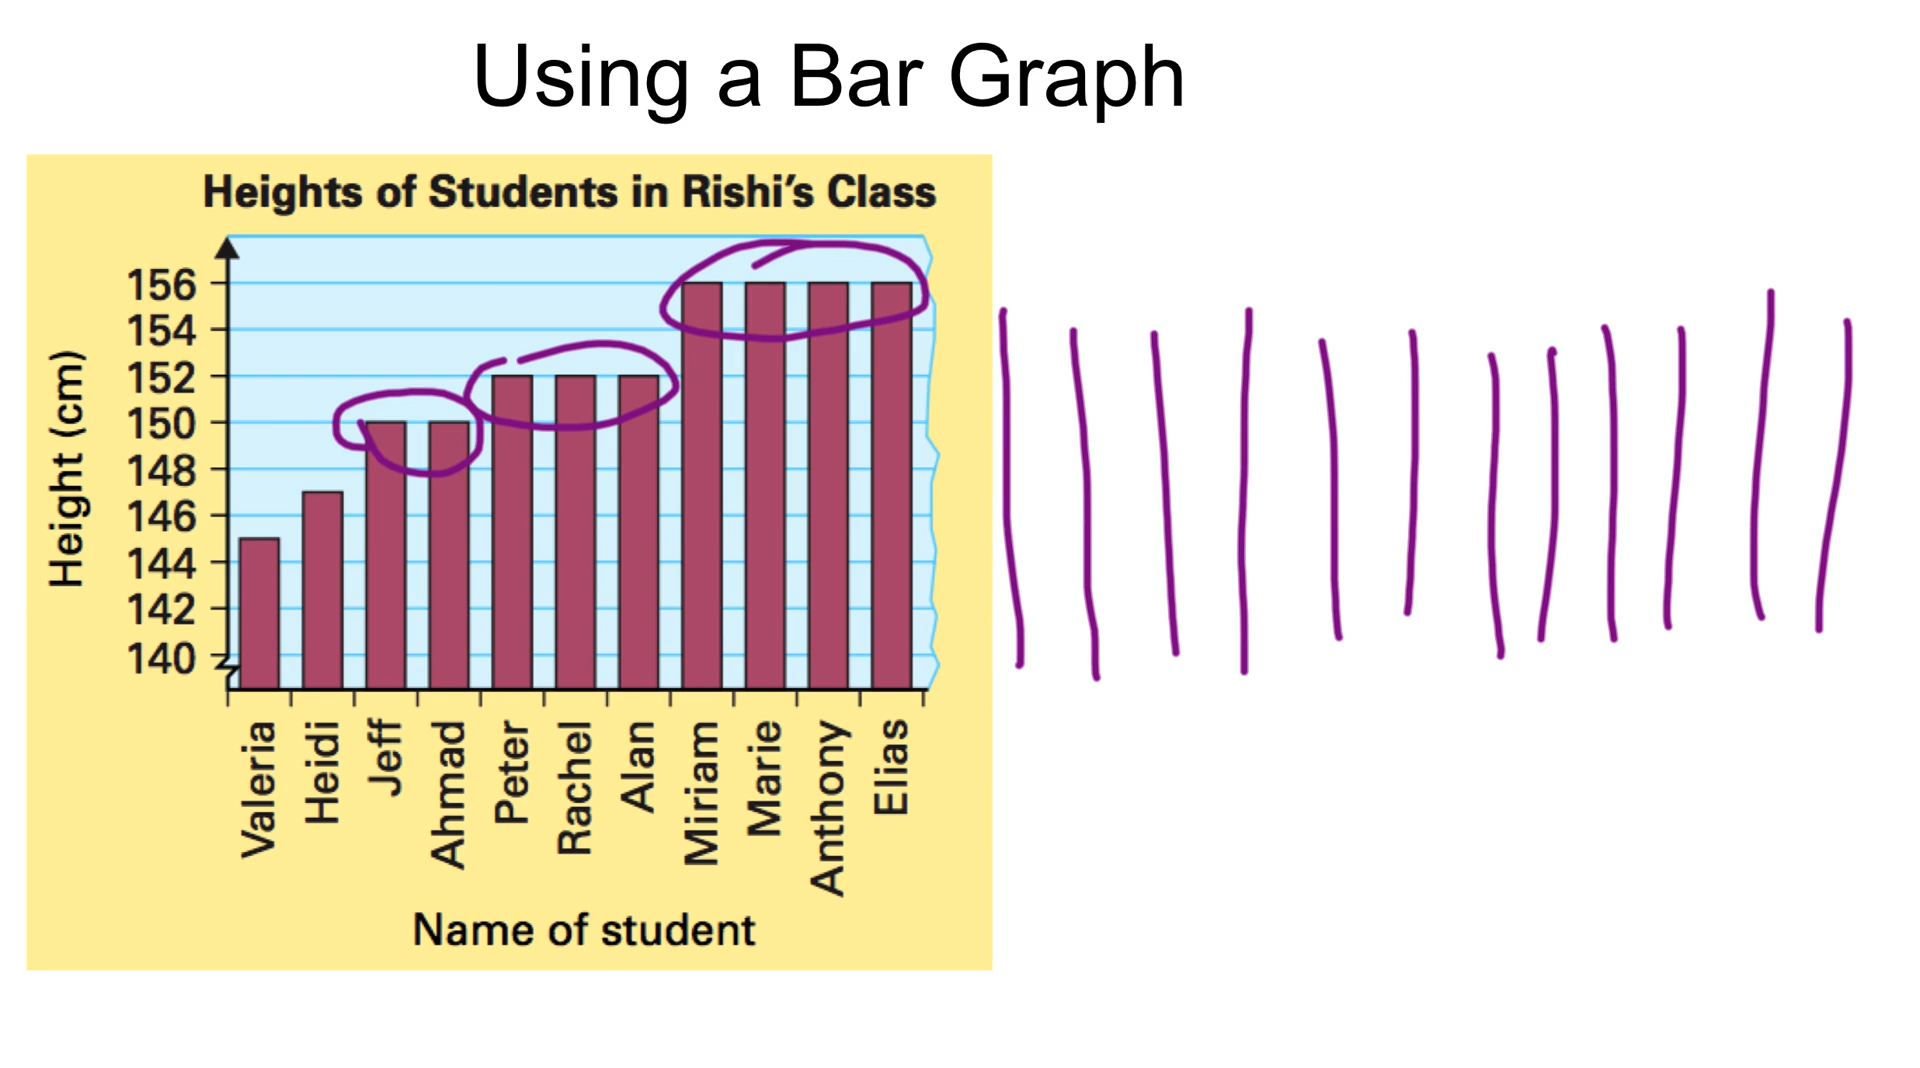 Using a Bar Graph
Heights of Students in Rishi's Class
Height (cm)
156
154
152
150
148
146
144
142
140
Valeria
Heidi
Jeff
Ahmad
Peter
Rachel
Alan
Miriam
Marie
Anthony
Elias
Name of student